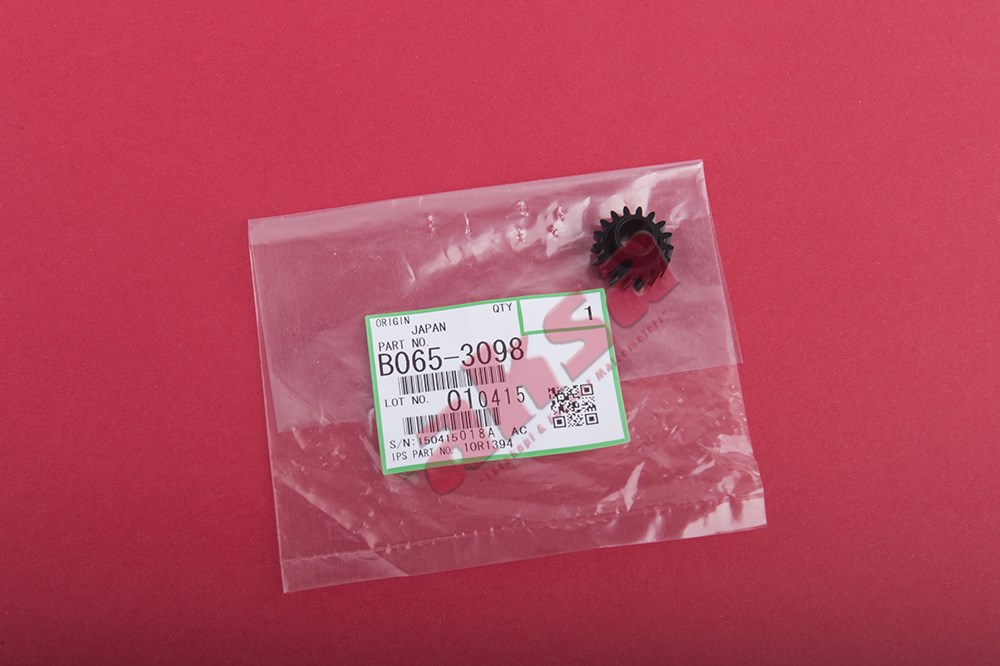 ORIGIN
JAPAN
QTY
1
PART NO.
B065-3098
LOT NO. 010415
S/N:150415018A AC
IPS PART NO. 10R1394